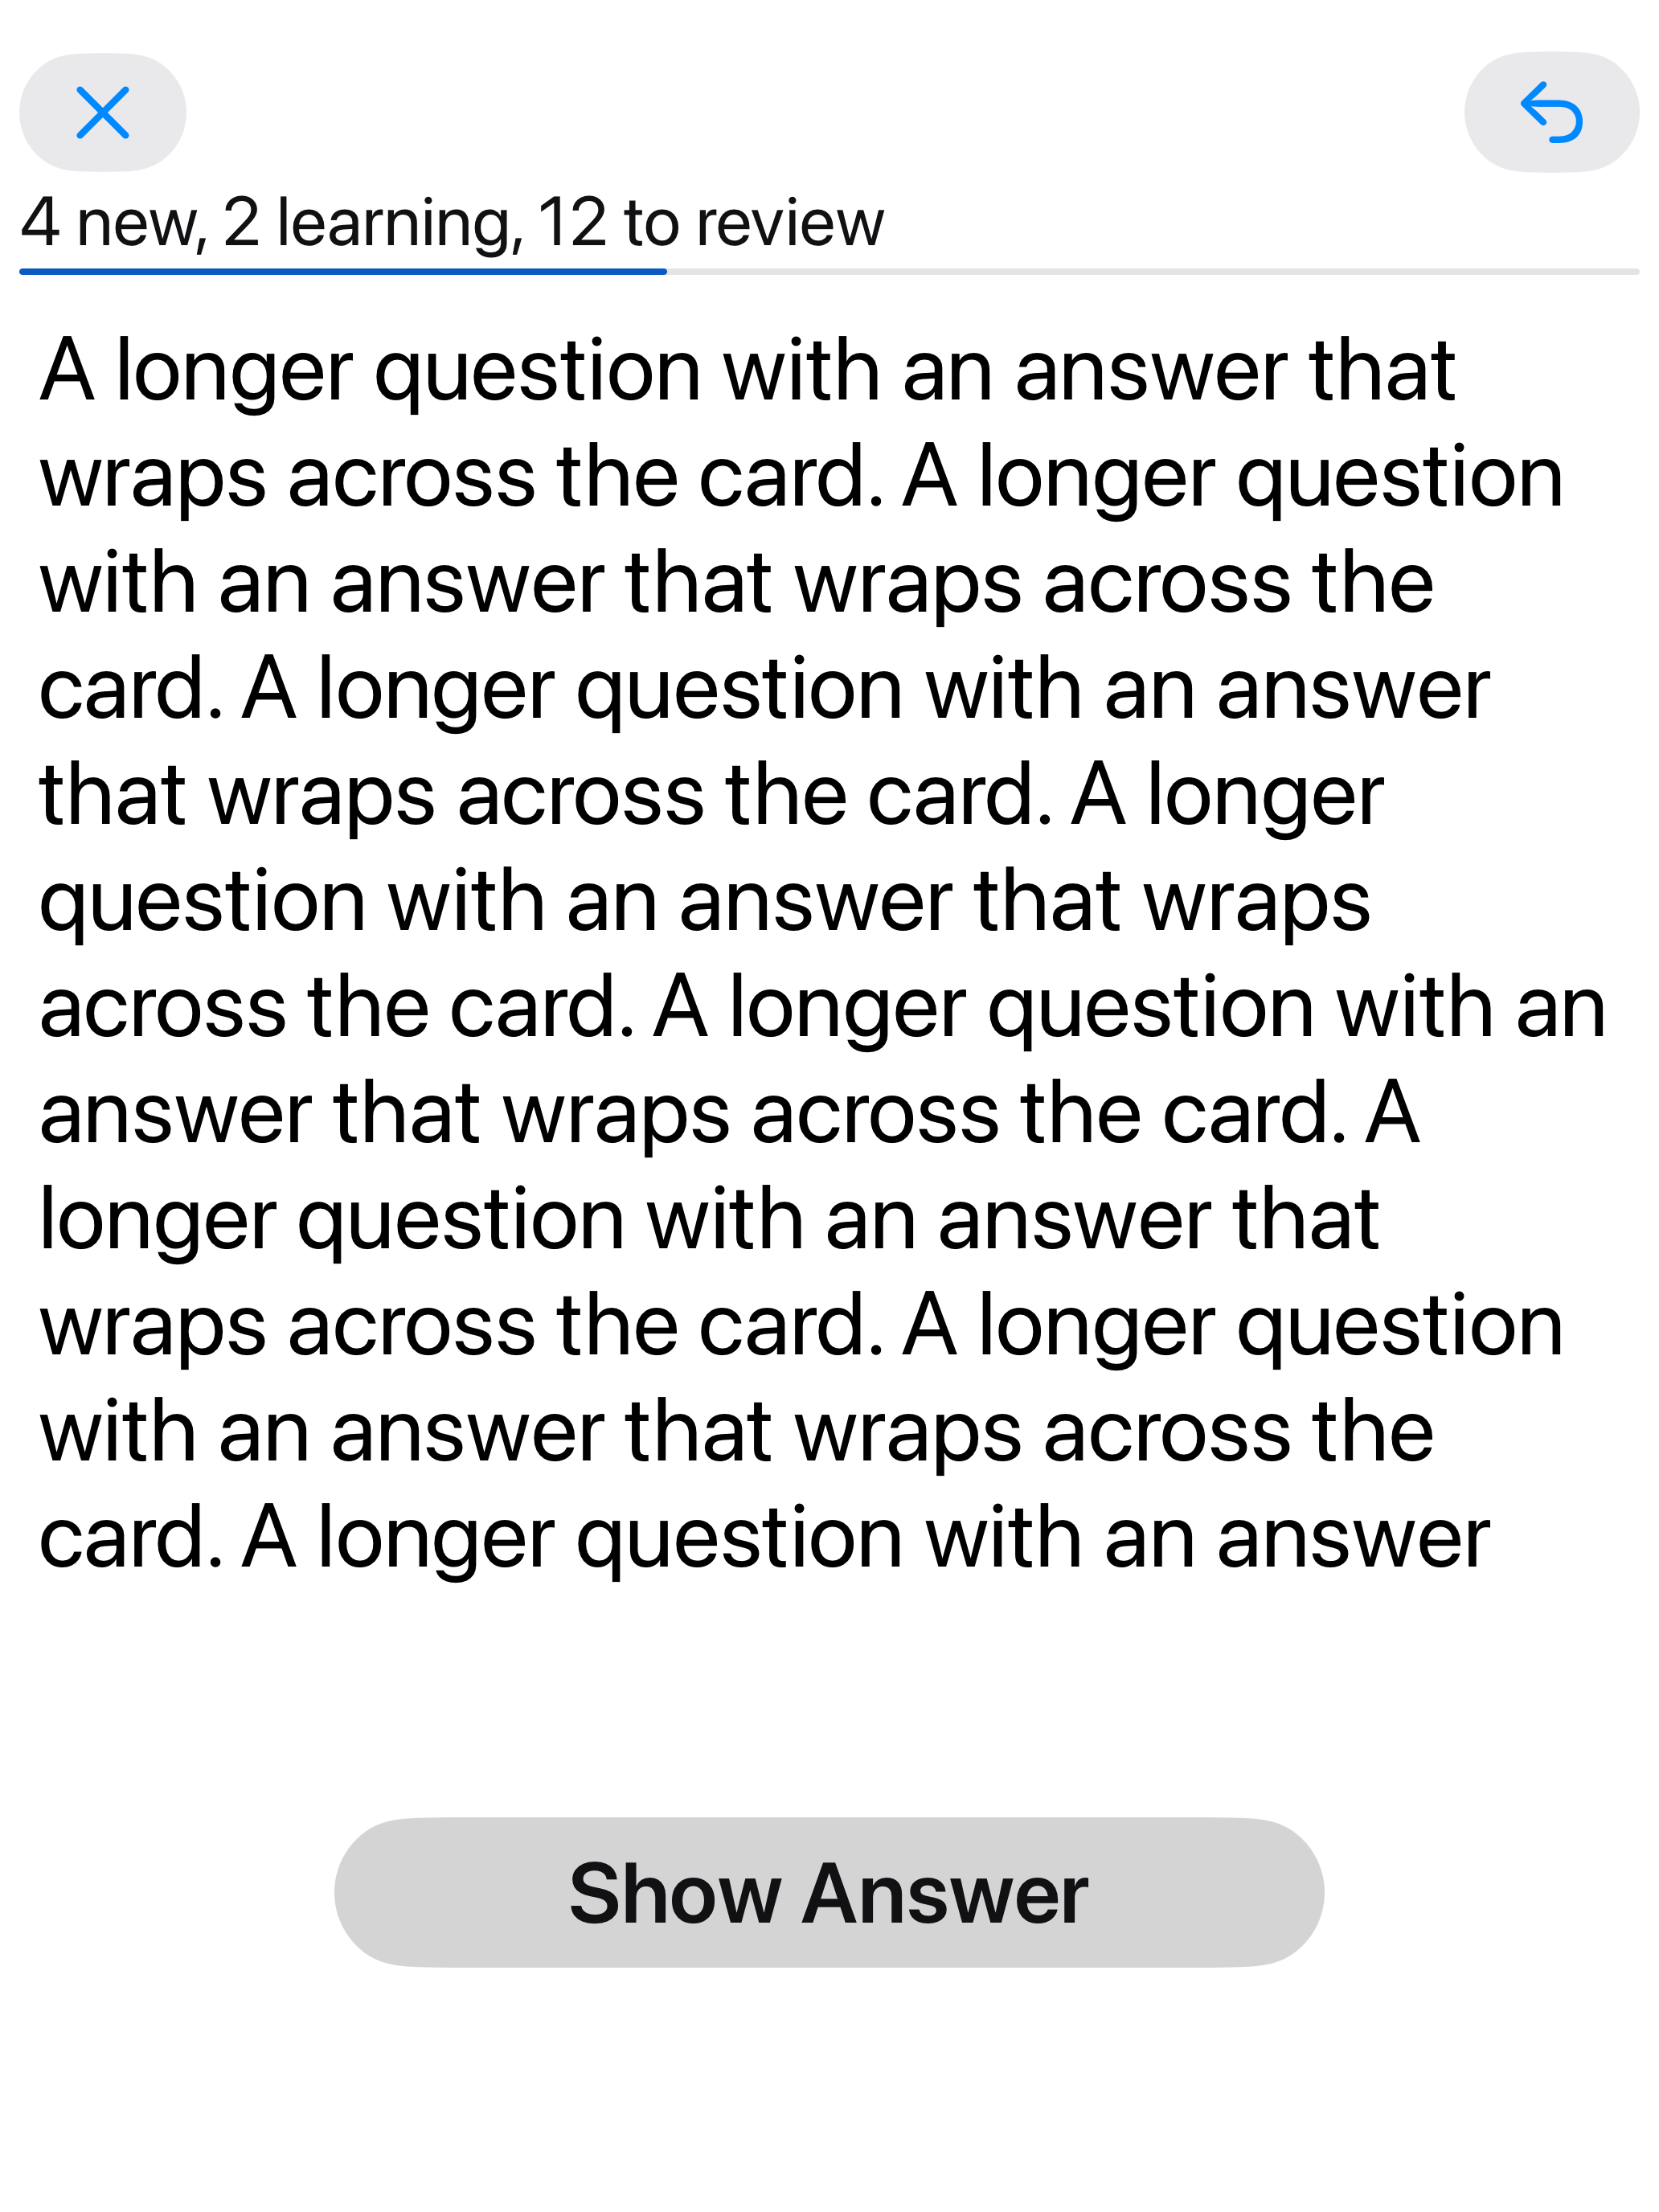 4 new, 2 learning, 12 to review
A longer question with an answer that
wraps across the card. A longer question
with an answer that wraps across the
card. A longer question with an answer
that wraps across the card. A longer
question with an answer that wraps
across the card. A longer question with an
answer that wraps across the card. A
longer question with an answer that
wraps across the card. A longer question
with an answer that wraps across the
card. A longer question with an answer
Show Answer